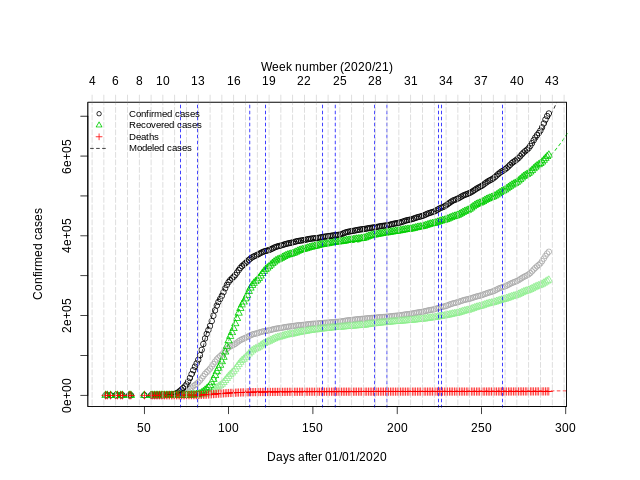 Week number (2020/21)
4 6 8 10 13 16 19 22 25 28 31 34 37 40 43
Confirmed cases
Recovered cases
Deaths
Modeled cases
Confirmed cases
6e+05
4e+05
2e+05
0e+00
50 100 150 200 250 300
Days after 01/01/2020